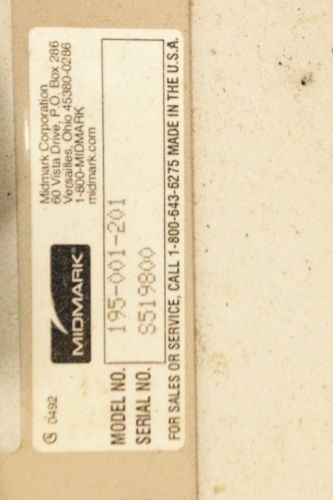 Midmark Corporation
60 Vista Drive, P.O. Box 286
Versailles, Ohio 45380-0286
1-800-MIDMARK
midmark.com
MIDMARK®
0492
MODEL NO. 195-001-201
SERIAL NO. S519800
FOR SALES OR SERVICE, CALL 1-800-643-6275 MADE IN THE U.S.A.